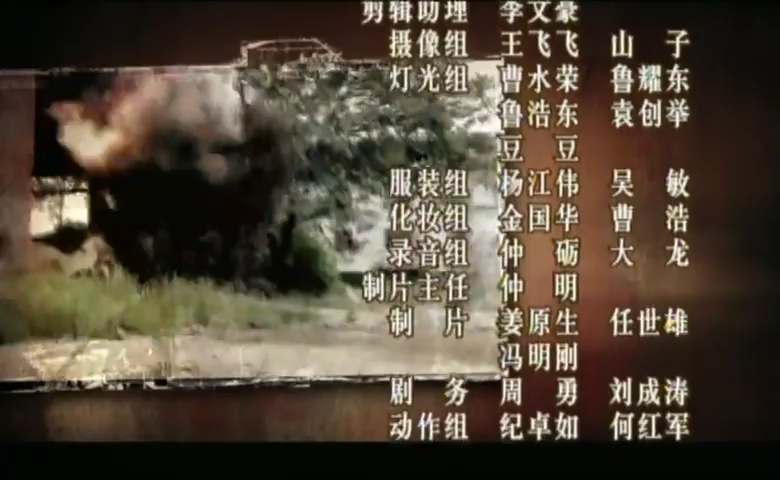 剪辑助理 李文豪
摄像组 王飞飞 山子
灯光组 曹水荣 鲁耀东
鲁浩东 袁创举
豆豆
服装组 杨江伟 吴敏
化妆组 金国华 曹浩
录音组 仲砺 大龙
制片主任 仲明
制片 姜原生 任世雄
冯明刚
剧务 周勇 刘成涛
动作组 纪卓如 何红军